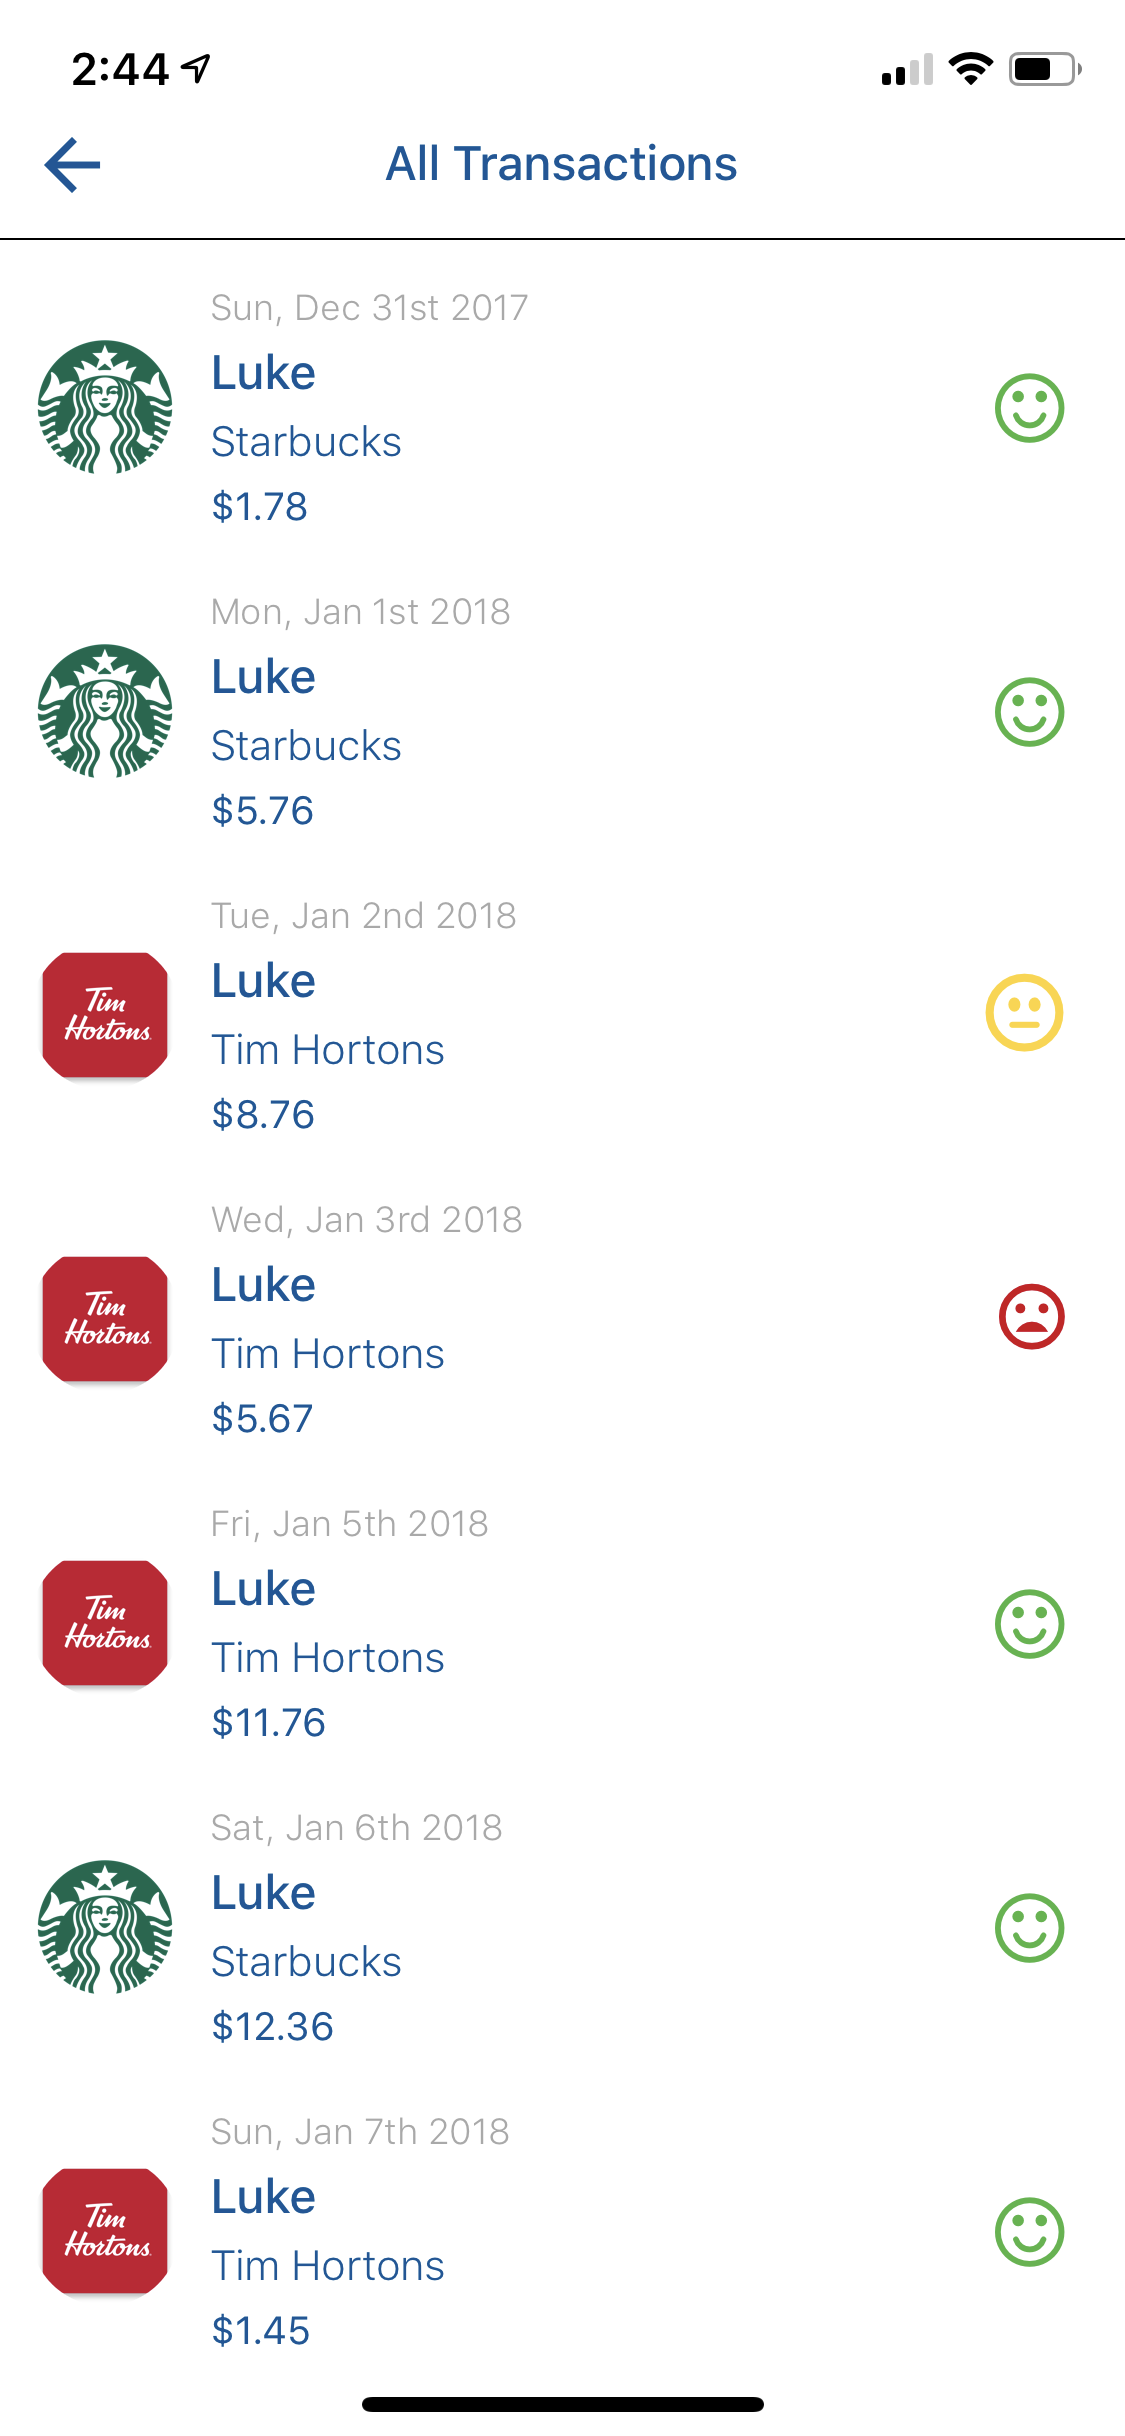 2:44
All Transactions
Sun, Dec 31st 2017
Luke
Starbucks
$1.78
Mon, Jan 1st 2018
Luke
Starbucks
$5.76
Tue, Jan 2nd 2018
Tim
Hortons.
Luke
Tim Hortons
$8.76
Wed, Jan 3rd 2018
Tim
Hortons.
Luke
Tim Hortons
$5.67
Fri, Jan 5th 2018
Tim
Hortons.
Luke
Tim Hortons
$11.76
Sat, Jan 6th 2018
Luke
Starbucks
$12.36
Sun, Jan 7th 2018
Tim
Hortons.
Luke
Tim Hortons
$1.45